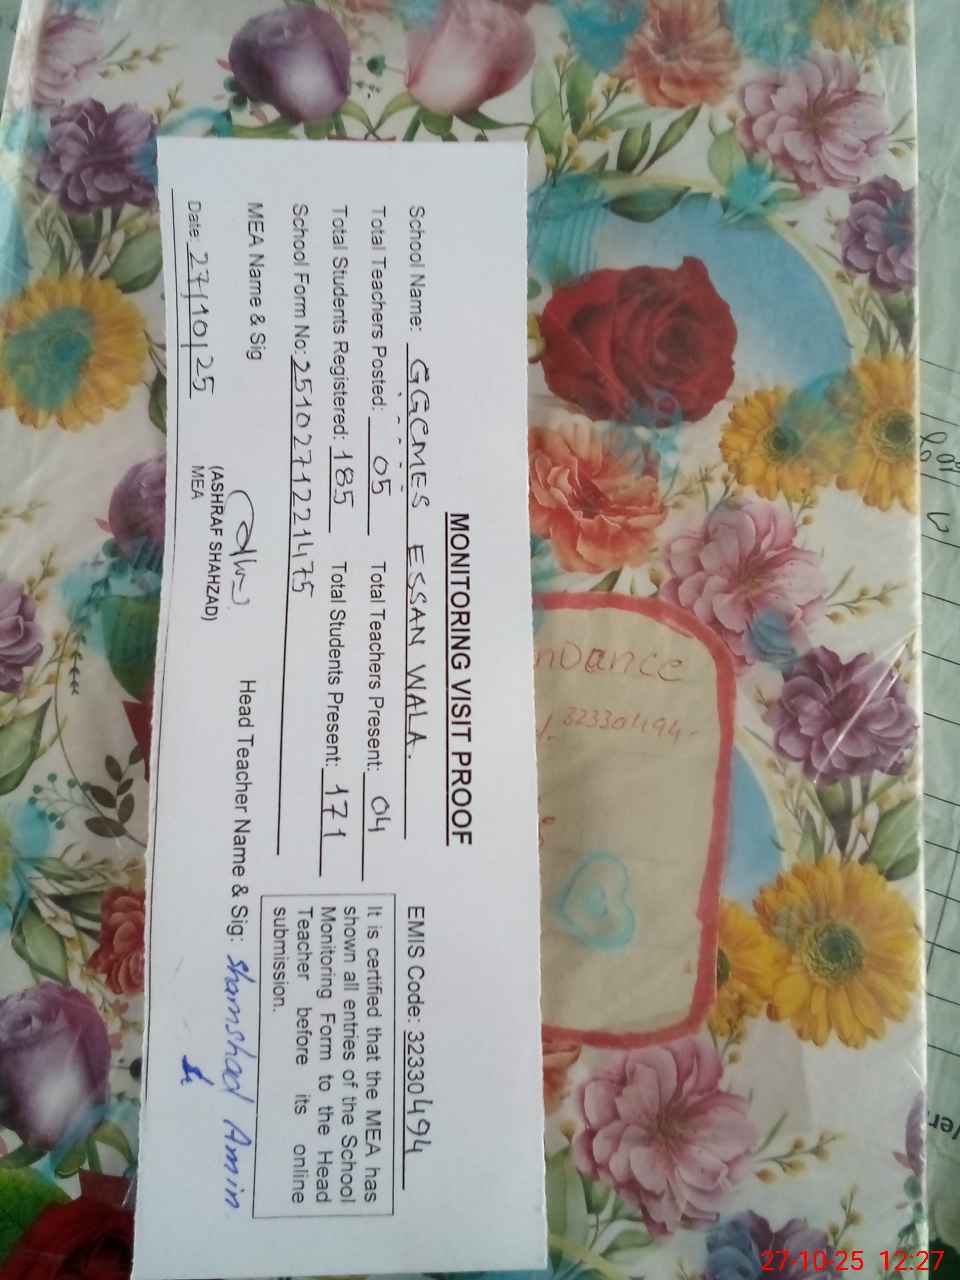 MONITORING VISIT PROOF
School Name: GGCMES ESSAN WALA. EMIS Code: 32330494
Total Teachers Posted: 05 Total Teachers Present: 04
Total Students Registered: 185 Total Students Present: 171
School Form No: 2510271221475
It is certified that the MEA has
shown all entries of the School
Monitoring Form to the Head
Teacher before its online
submission.
MEA Name & Sig Head Teacher Name & Sig: Shamshad Amin
(ASHRAF SHAHZAD)
MEA
Date: 27/10/25
nDance
32330494
27-10-25 12:27